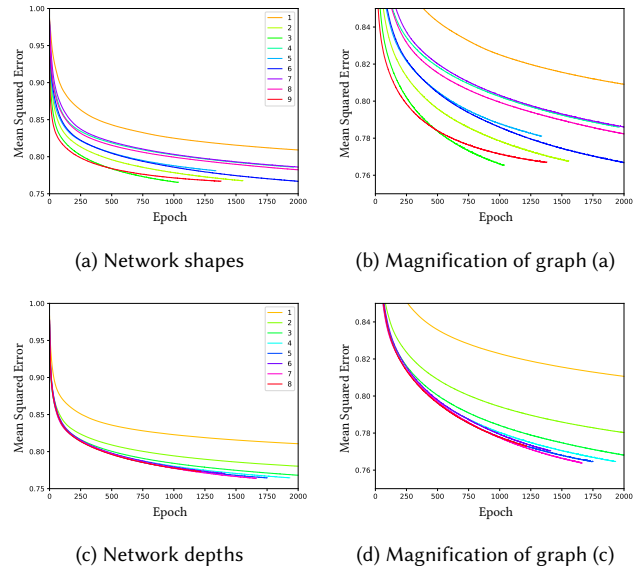 1.00
0.95
0.90
0.85
0.80
0.75
Mean Squared Error
0 250 500 750 1000 1250 1500 1750 2000
Epoch
1
2
3
4
5
6
7
8
9
(a) Network shapes
0.84
0.82
0.80
0.78
0.76
Mean Squared Error
0 250 500 750 1000 1250 1500 1750 2000
Epoch
(b) Magnification of graph (a)
1.00
0.95
0.90
0.85
0.80
0.75
Mean Squared Error
0 250 500 750 1000 1250 1500 1750 2000
Epoch
1
2
3
4
5
6
7
8
(c) Network depths
0.84
0.82
0.80
0.78
0.76
Mean Squared Error
0 250 500 750 1000 1250 1500 1750 2000
Epoch
(d) Magnification of graph (c)